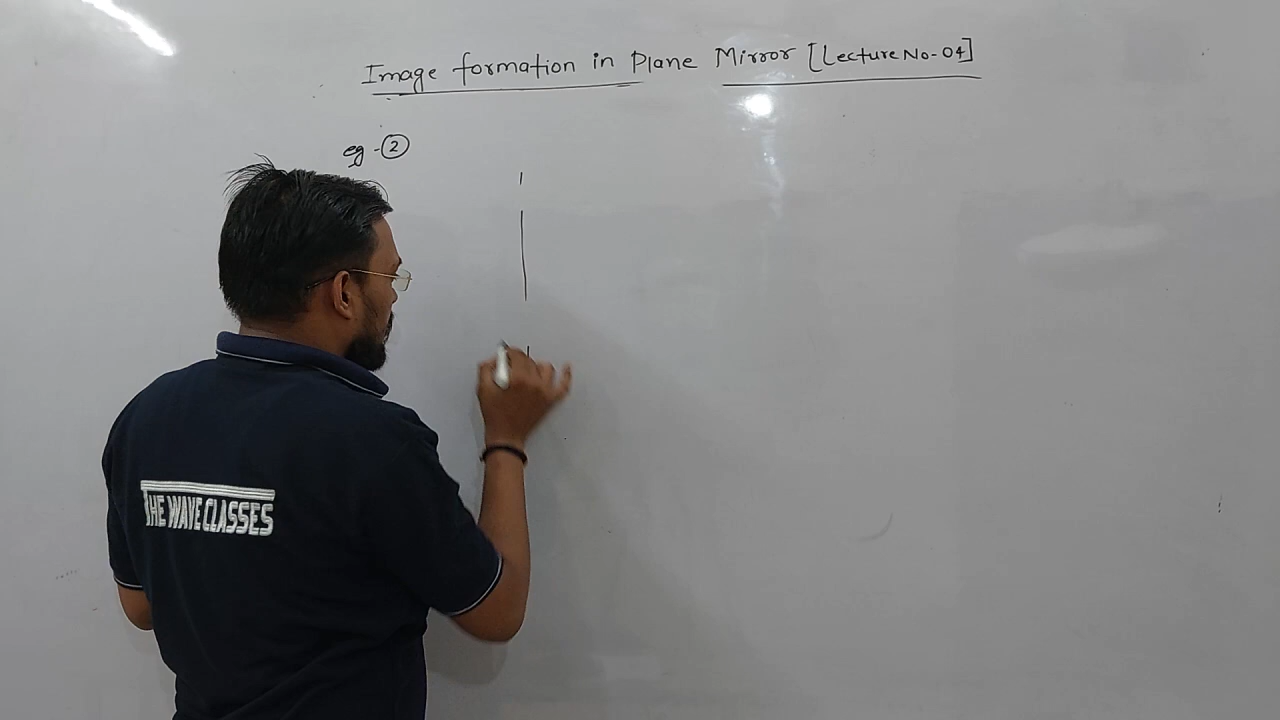 Image formation in Plane Mirror [Lecture No-04]
eg - ②
THE WAVE CLASSES